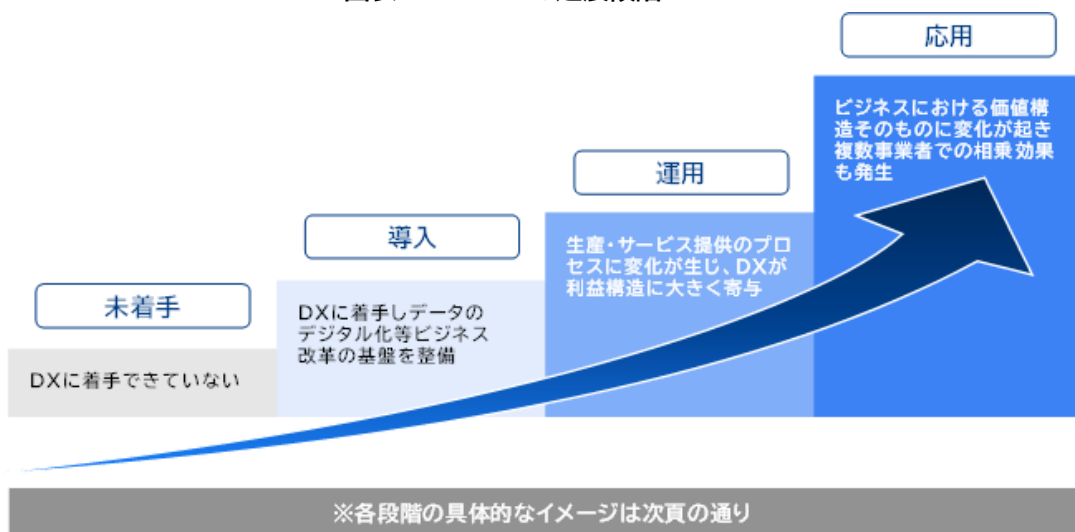 応用
ビジネスにおける価値構
造そのものに変化が起き
複数事業者での相乗効果
も発生
運用
生産・サービス提供のプロ
セスに変化が生じ、DXが
利益構造に大きく寄与
導入
DXに着手しデータの
デジタル化等ビジネス
改革の基盤を整備
未着手
DXに着手できていない
※各段階の具体的なイメージは次頁の通り